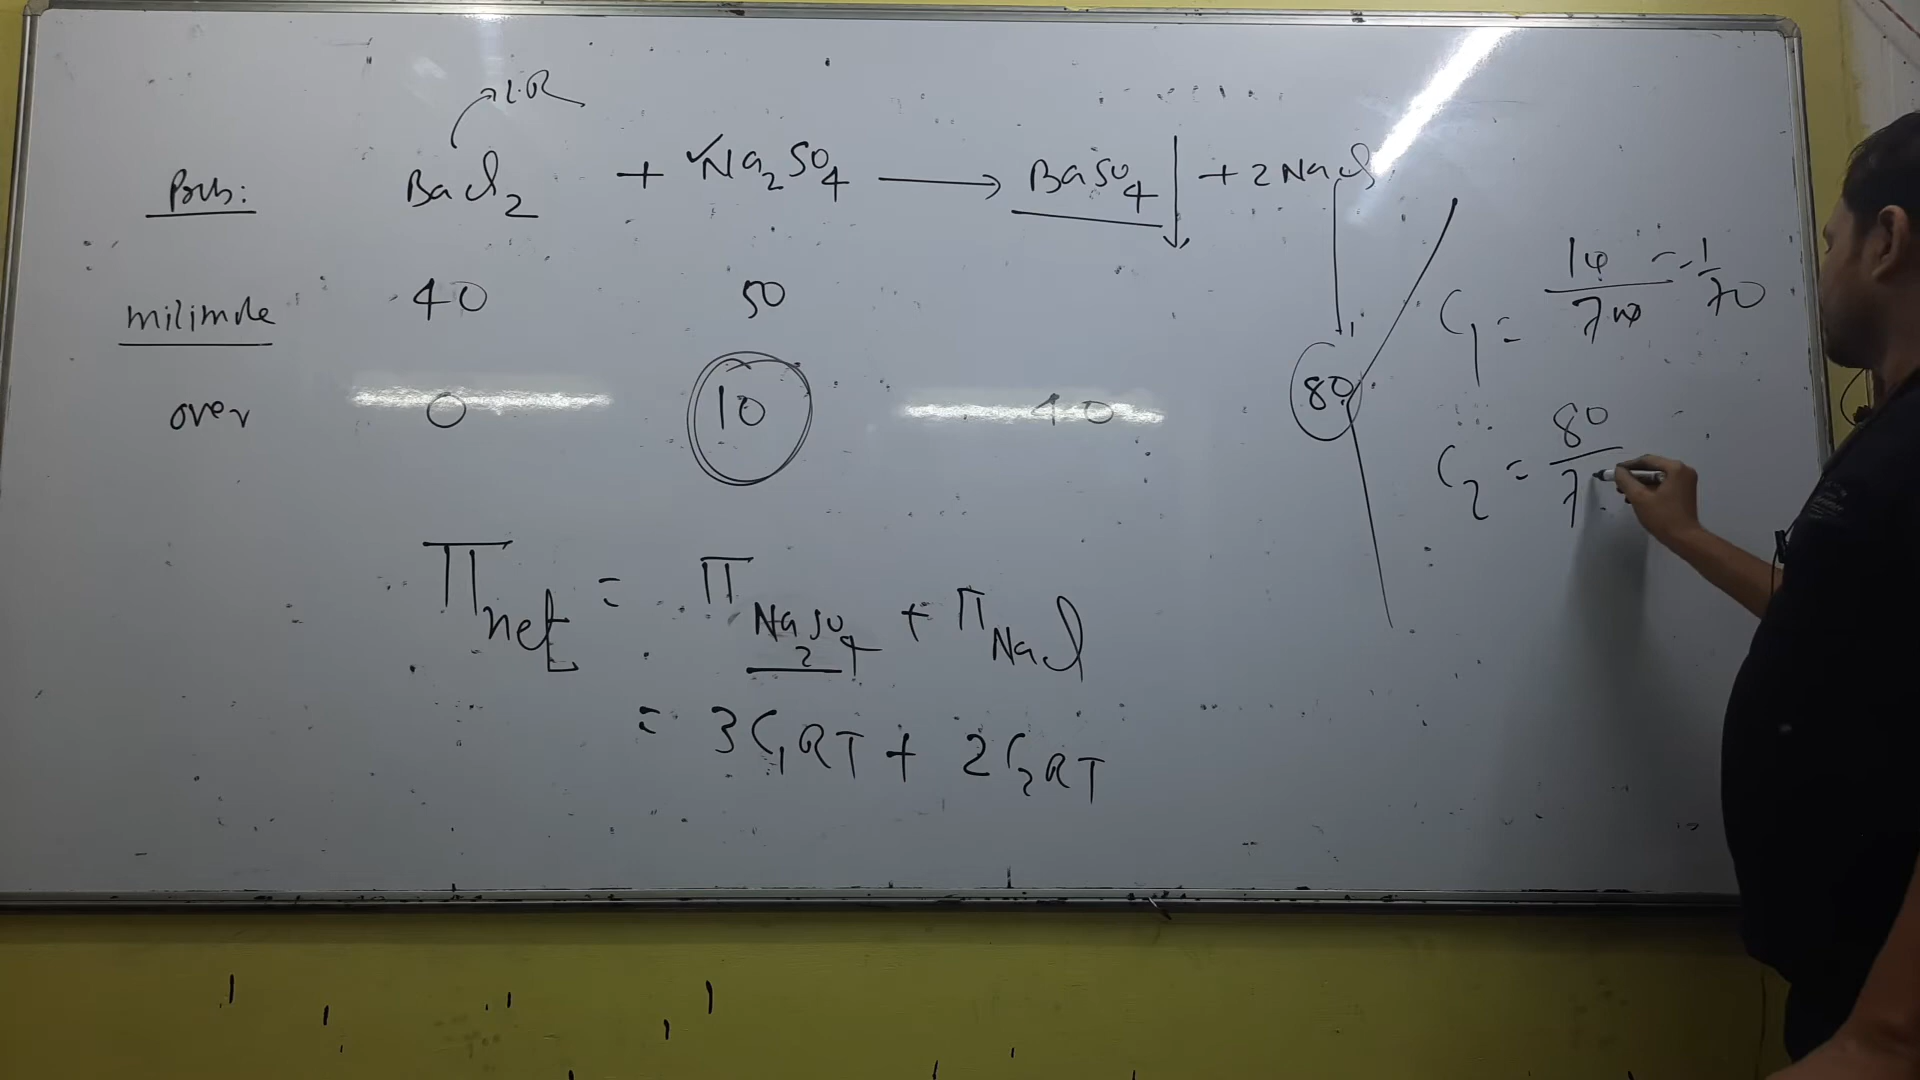 L.R
Prob: BaCl2 + ✓Na2SO4 → BaSO4↓ + 2NaCl
milimole 40 50
over 0 10 40 80
C1 = 10/700 = 1/70
C2 = 80/7
πnet = πNa2SO4 + πNaCl
= 3C1RT + 2C2RT